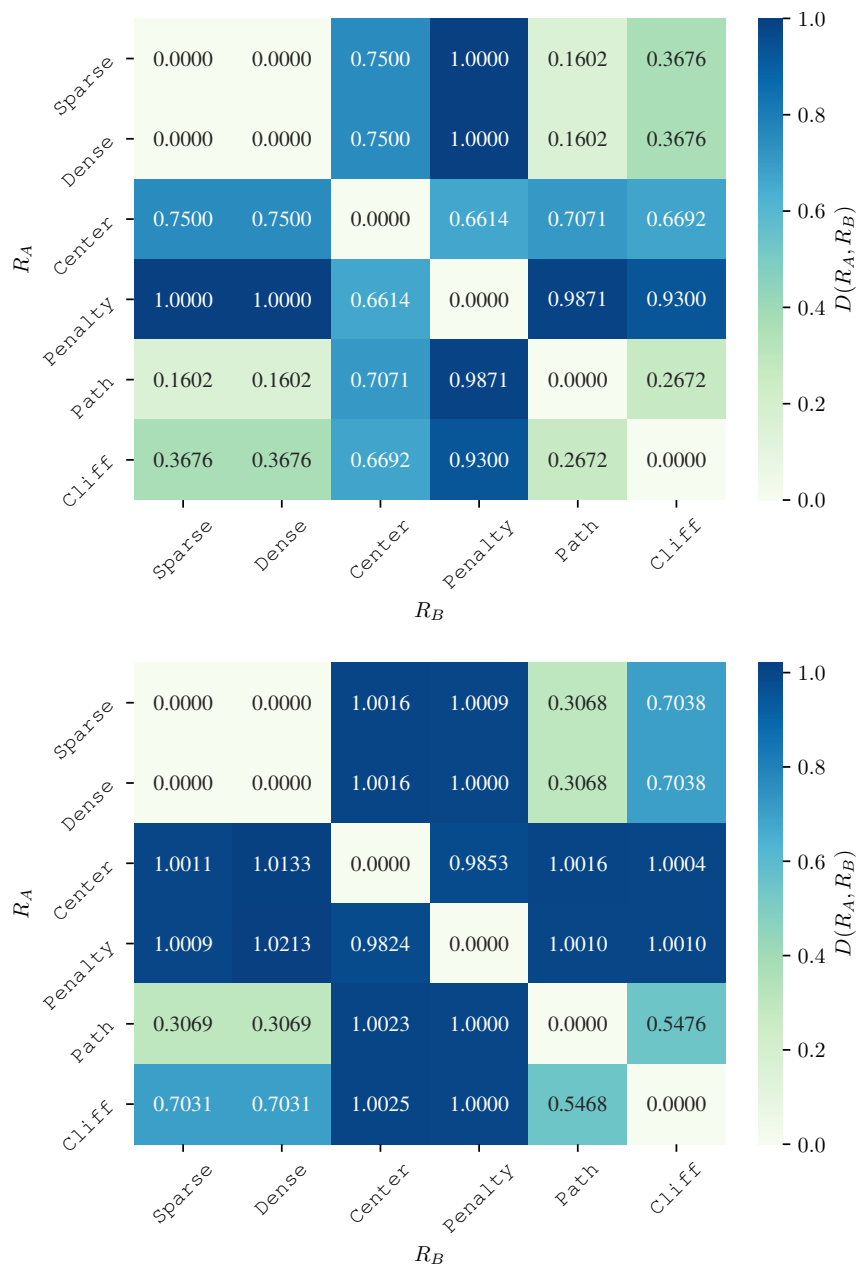 1.0
Sparse 0.0000 0.0000 0.7500 1.0000 0.1602 0.3676
0.8
Dense 0.0000 0.0000 0.7500 1.0000 0.1602 0.3676
0.6
Center 0.7500 0.7500 0.0000 0.6614 0.7071 0.6692
R_A
D(R_A, R_B)
Penalty 1.0000 1.0000 0.6614 0.0000 0.9871 0.9300
0.4
Path 0.1602 0.1602 0.7071 0.9871 0.0000 0.2672
0.2
Cliff 0.3676 0.3676 0.6692 0.9300 0.2672 0.0000
0.0
Sparse Dense Center Penalty Path Cliff
R_B
1.0
Sparse 0.0000 0.0000 1.0016 1.0009 0.3068 0.7038
0.8
Dense 0.0000 0.0000 1.0016 1.0000 0.3068 0.7038
0.6
Center 1.0011 1.0133 0.0000 0.9853 1.0016 1.0004
R_A
D(R_A, R_B)
Penalty 1.0009 1.0213 0.9824 0.0000 1.0010 1.0010
0.4
Path 0.3069 0.3069 1.0023 1.0000 0.0000 0.5476
0.2
Cliff 0.7031 0.7031 1.0025 1.0000 0.5468 0.0000
0.0
Sparse Dense Center Penalty Path Cliff
R_B